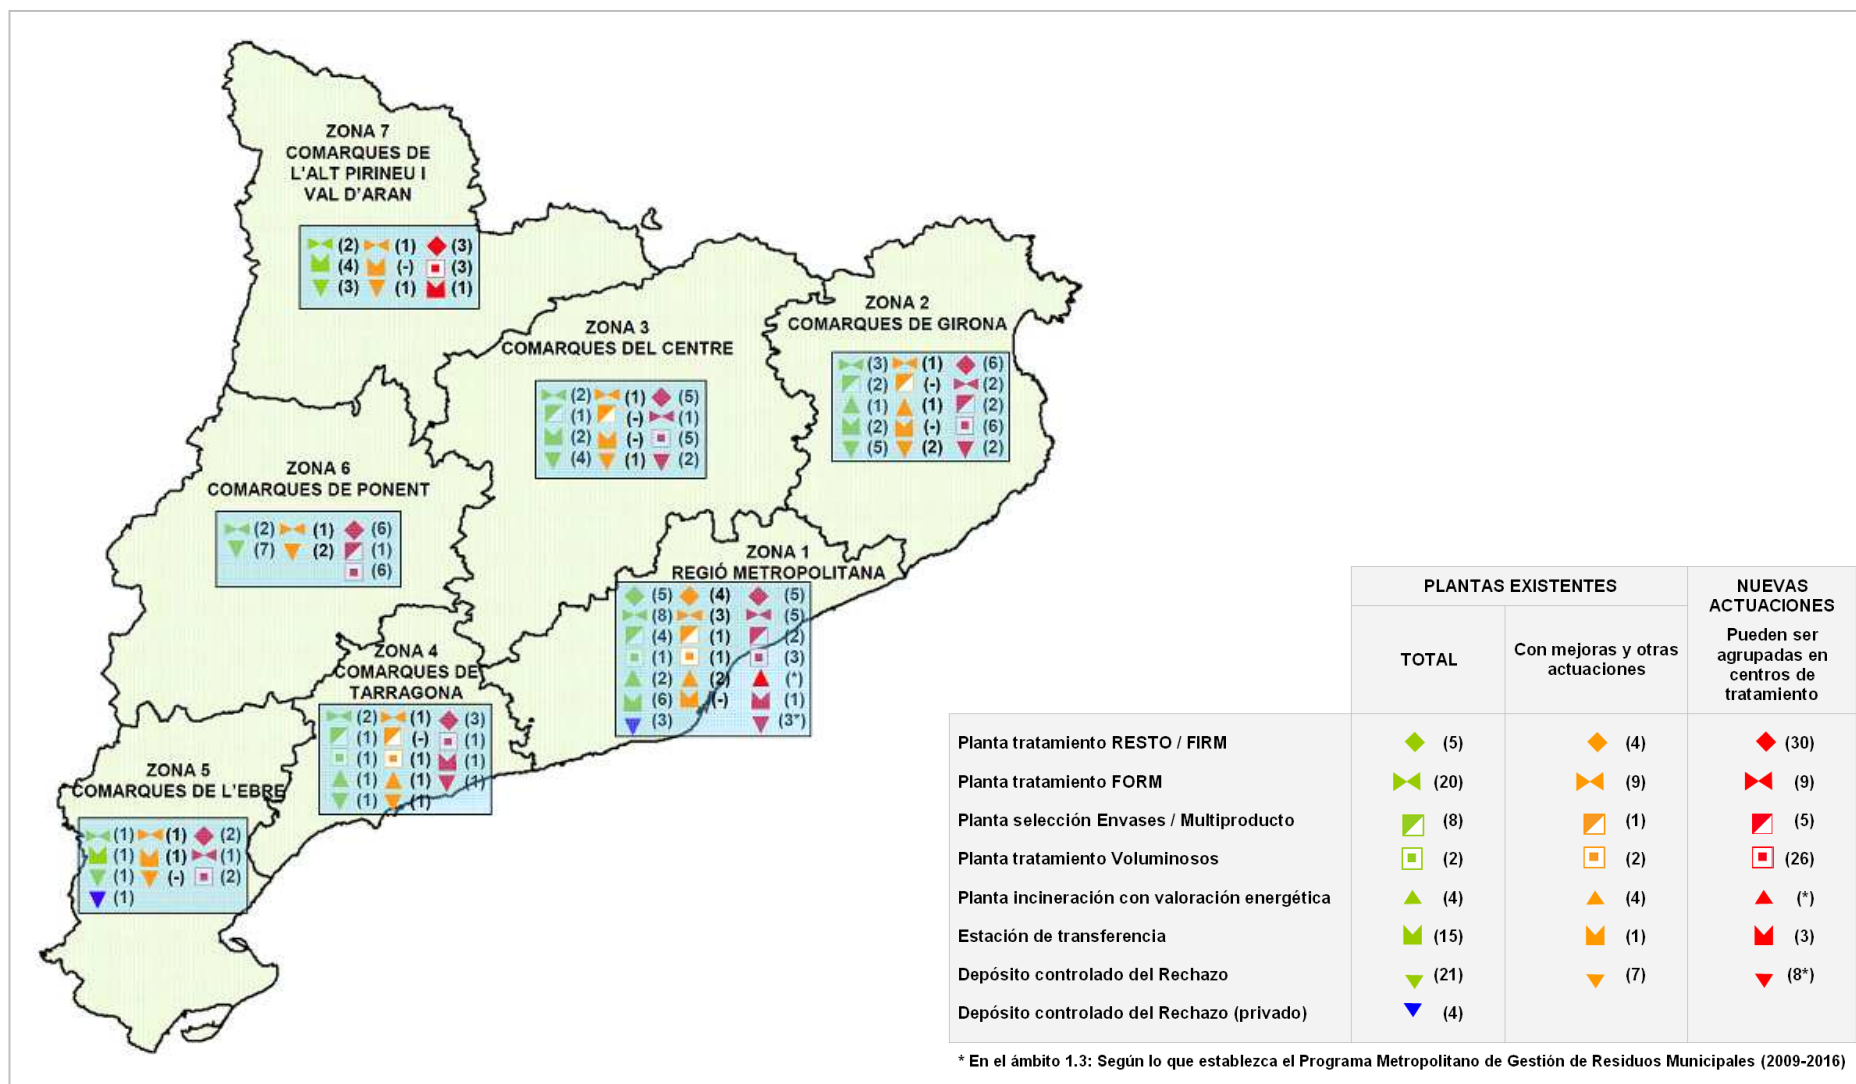 ZONA 7
COMARQUES DE
L'ALT PIRINEU I
VAL D'ARAN
(2) (1) (3)
(4) (-) (3)
(3) (1) (1)
ZONA 2
COMARQUES DE GIRONA
(3) (1) (6)
(2) (-) (2)
(1) (1) (2)
(2) (-) (6)
(5) (2) (2)
ZONA 3
COMARQUES DEL CENTRE
(2) (1) (5)
(1) (-) (1)
(2) (-) (5)
(4) (1) (2)
ZONA 6
COMARQUES DE PONENT
(2) (1) (6)
(7) (2) (1)
(6)
ZONA 1
REGIÓ METROPOLITANA
(5) (4) (5)
(8) (3) (5)
(4) (1) (2)
(1) (1) (3)
(2) (2) (*)
(6) (-) (1)
(3) (3*)
ZONA 4
COMARQUES DE
TARRAGONA
(2) (1) (3)
(1) (-) (1)
(1) (1) (1)
(1) (1) (1)
(1) (1)
ZONA 5
COMARQUES DE L'EBRE
(1) (1) (2)
(1) (1) (1)
(1) (-) (2)
(1)
PLANTAS EXISTENTES
NUEVAS
ACTUACIONES
TOTAL
Con mejoras y otras
actuaciones
Pueden ser
agrupadas en
centros de
tratamiento
Planta tratamiento RESTO / FIRM (5) (4) (30)
Planta tratamiento FORM (20) (9) (9)
Planta selección Envases / Multiproducto (8) (1) (5)
Planta tratamiento Voluminosos (2) (2) (26)
Planta incineración con valoración energética (4) (4) (*)
Estación de transferencia (15) (1) (3)
Depósito controlado del Rechazo (21) (7) (8*)
Depósito controlado del Rechazo (privado) (4)
* En el ámbito 1.3: Según lo que establezca el Programa Metropolitano de Gestión de Residuos Municipales (2009-2016)